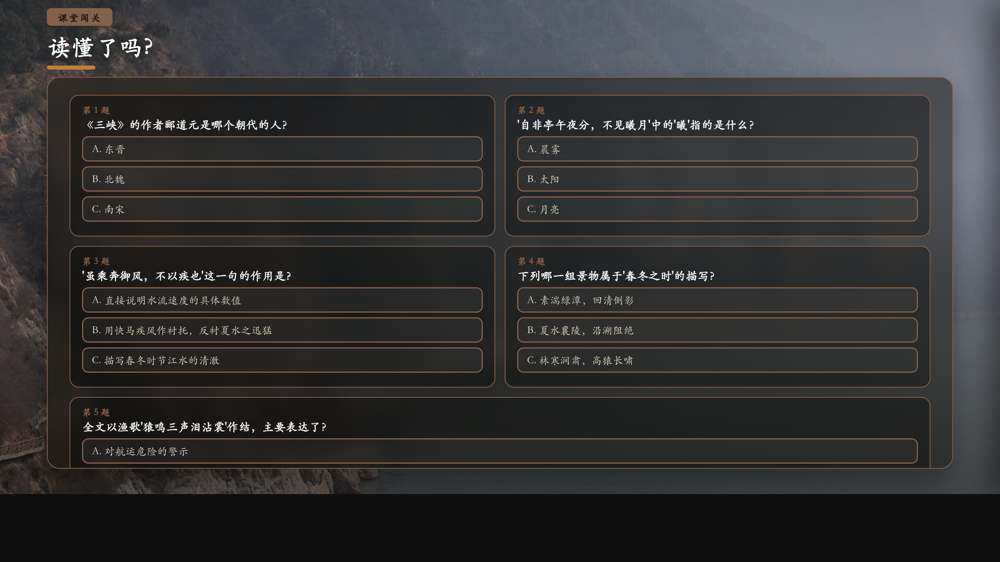 课堂闯关
读懂了吗?
第 1 题
《三峡》的作者郦道元是哪个朝代的人?
A. 东晋
B. 北魏
C. 南宋
第 2 题
'自非亭午夜分，不见曦月'中的'曦'指的是什么?
A. 晨雾
B. 太阳
C. 月亮
第 3 题
'虽乘奔御风，不以疾也'这一句的作用是?
A. 直接说明水流速度的具体数值
B. 用快马疾风作衬托，反衬夏水之迅猛
C. 描写春冬时节江水的清澈
第 4 题
下列哪一组景物属于'春冬之时'的描写?
A. 素湍绿潭，回清倒影
B. 夏水襄陵，沿溯阻绝
C. 林寒涧肃，高猿长啸
第 5 题
全文以渔歌'猿鸣三声泪沾裳'作结，主要表达了?
A. 对航运危险的警示